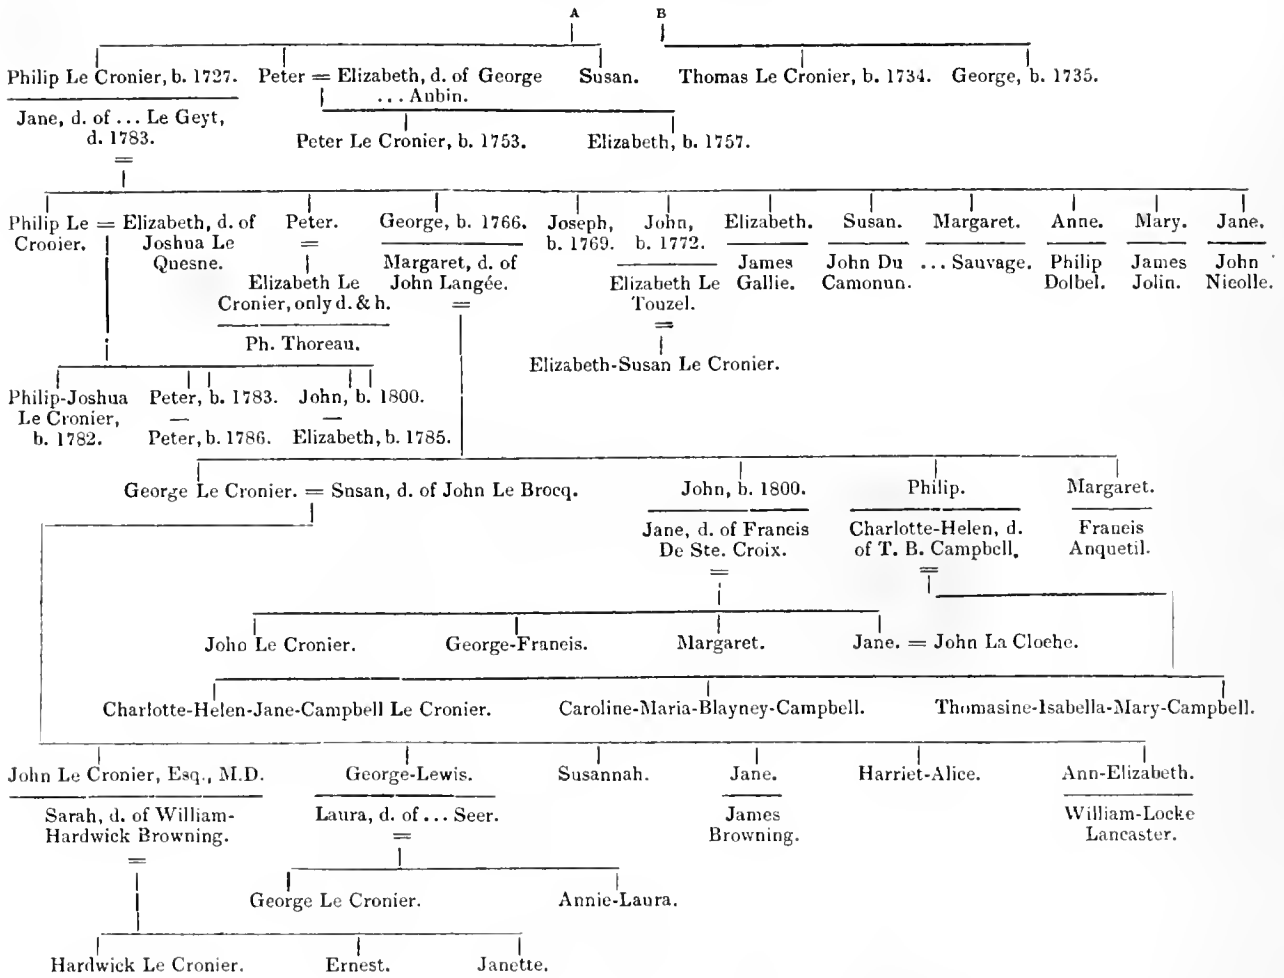 A B
Philip Le Cronier, b. 1727. Peter = Elizabeth, d. of George Susan. Thomas Le Cronier, b. 1734. George, b. 1735.
... Aubin.
Jane, d. of ... Le Geyt,
d. 1783.
Peter Le Cronier, b. 1753. Elizabeth, b. 1757.
=
Philip Le = Elizabeth, d. of Peter. George, b. 1766. Joseph, John, Elizabeth. Susan. Margaret. Anne. Mary. Jane.
Cronier. Joshua Le = b. 1769. b. 1772.
Quesne. Margaret, d. of James John Du ... Sauvage. Philip James John
Elizabeth Le John Langée. Elizabeth Le Gallie. Camonun. Dolbel. Jolin. Nicolle.
Cronier, only d. & h. = Touzel.
=
Ph. Thoreau.
Elizabeth-Susan Le Cronier.
Philip-Joshua Peter, b. 1783. John, b. 1800.
Le Cronier, — —
b. 1782. Peter, b. 1786. Elizabeth, b. 1785.
George Le Cronier. = Susan, d. of John Le Brocq. John, b. 1800. Philip. Margaret.
Jane, d. of Francis Charlotte-Helen, d. Francis
De Ste. Croix. of T. B. Campbell. Anquetil.
= =
John Le Cronier. George-Francis. Margaret. Jane. = John La Cloche.
Charlotte-Helen-Jane-Campbell Le Cronier. Caroline-Maria-Blayney-Campbell. Thomasine-Isabella-Mary-Campbell.
John Le Cronier, Esq., M.D. George-Lewis. Susannah. Jane. Harriet-Alice. Ann-Elizabeth.
Sarah, d. of William- Laura, d. of ... Seer. James William-Locke
Hardwick Browning. = Browning. Lancaster.
=
George Le Cronier. Annie-Laura.
Hardwick Le Cronier. Ernest. Janette.